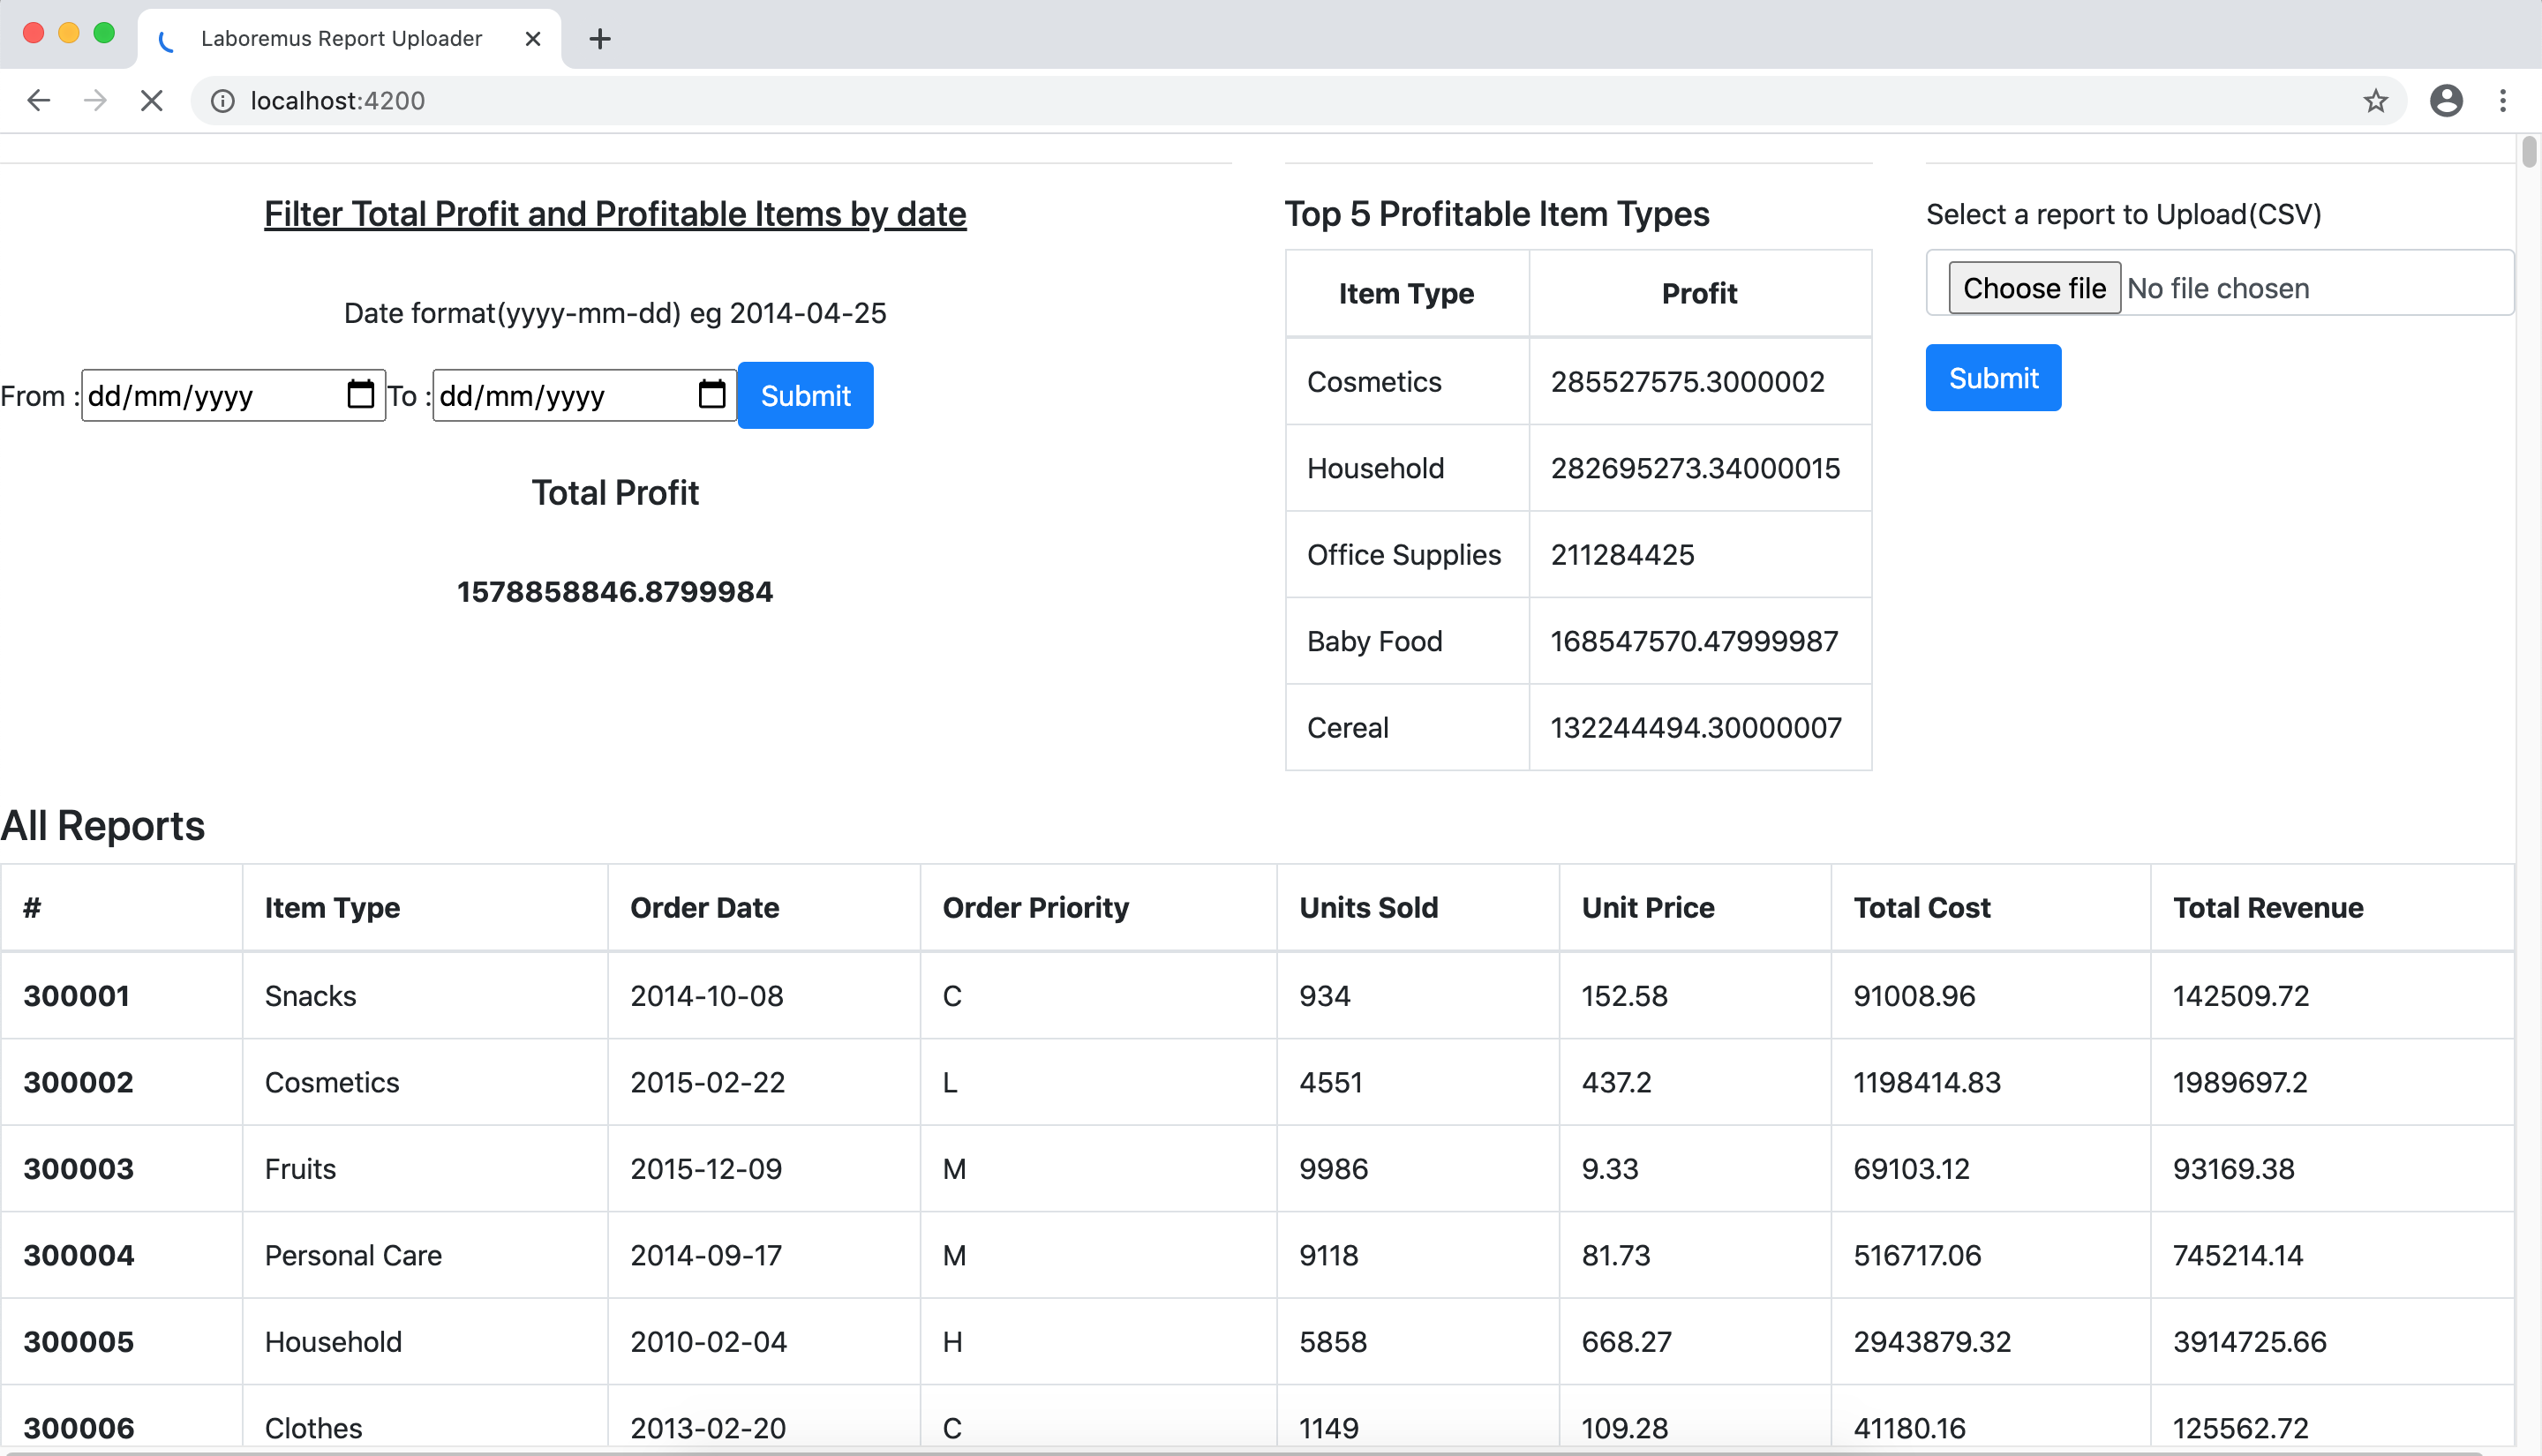 Laboremus Report Uploader
localhost:4200
Filter Total Profit and Profitable Items by date
Date format(yyyy-mm-dd) eg 2014-04-25
From : dd/mm/yyyy To : dd/mm/yyyy Submit
Total Profit
1578858846.8799984
Top 5 Profitable Item Types
Item Type Profit
Cosmetics 285527575.3000002
Household 282695273.34000015
Office Supplies 211284425
Baby Food 168547570.47999987
Cereal 132244494.30000007
Select a report to Upload(CSV)
Choose file No file chosen
Submit
All Reports
# Item Type Order Date Order Priority Units Sold Unit Price Total Cost Total Revenue
300001 Snacks 2014-10-08 C 934 152.58 91008.96 142509.72
300002 Cosmetics 2015-02-22 L 4551 437.2 1198414.83 1989697.2
300003 Fruits 2015-12-09 M 9986 9.33 69103.12 93169.38
300004 Personal Care 2014-09-17 M 9118 81.73 516717.06 745214.14
300005 Household 2010-02-04 H 5858 668.27 2943879.32 3914725.66
300006 Clothes 2013-02-20 C 1149 109.28 41180.16 125562.72